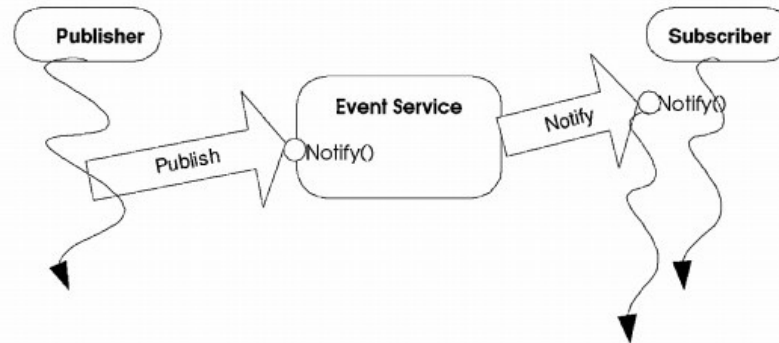 Publisher
Subscriber
Event Service
Publish
Notify()
Notify
Notify()